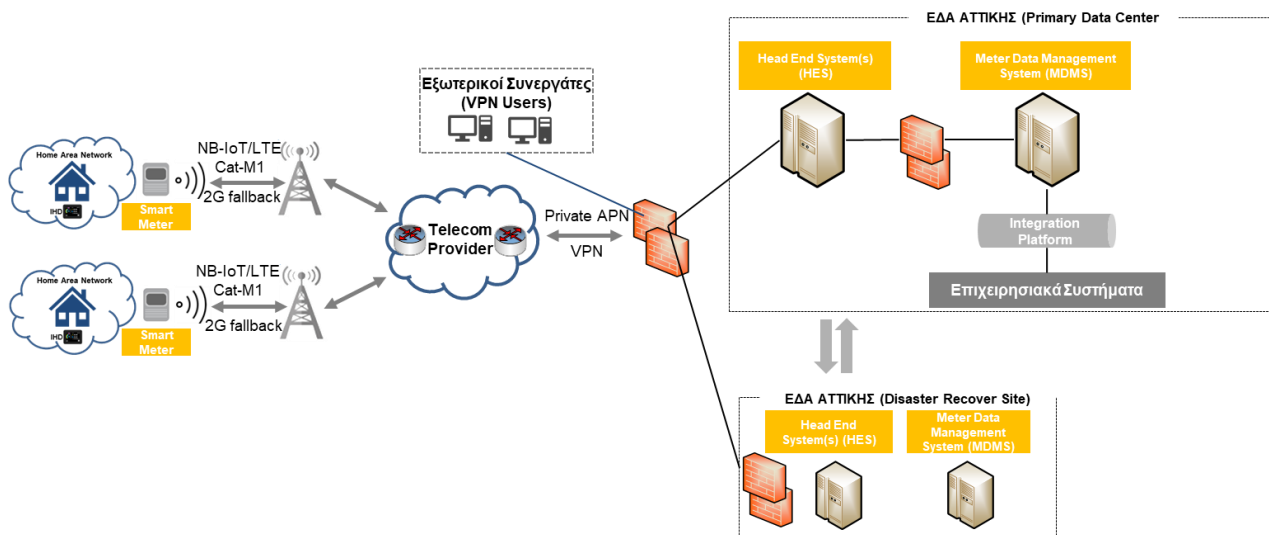 ΕΔΑ ΑΤΤΙΚΗΣ (Primary Data Center
Head End System(s)
(HES)
Meter Data Management
System (MDMS)
Εξωτερικοί Συνεργάτες
(VPN Users)
Home Area Network
IHD
Smart
Meter
NB-IoT/LTE
Cat-M1
2G fallback
Telecom
Provider
Private APN
VPN
Integration
Platform
Επιχειρησιακά Συστήματα
Home Area Network
IHD
Smart
Meter
NB-IoT/LTE
Cat-M1
2G fallback
ΕΔΑ ΑΤΤΙΚΗΣ (Disaster Recover Site)
Head End
System(s) (HES)
Meter Data
Management
System (MDMS)